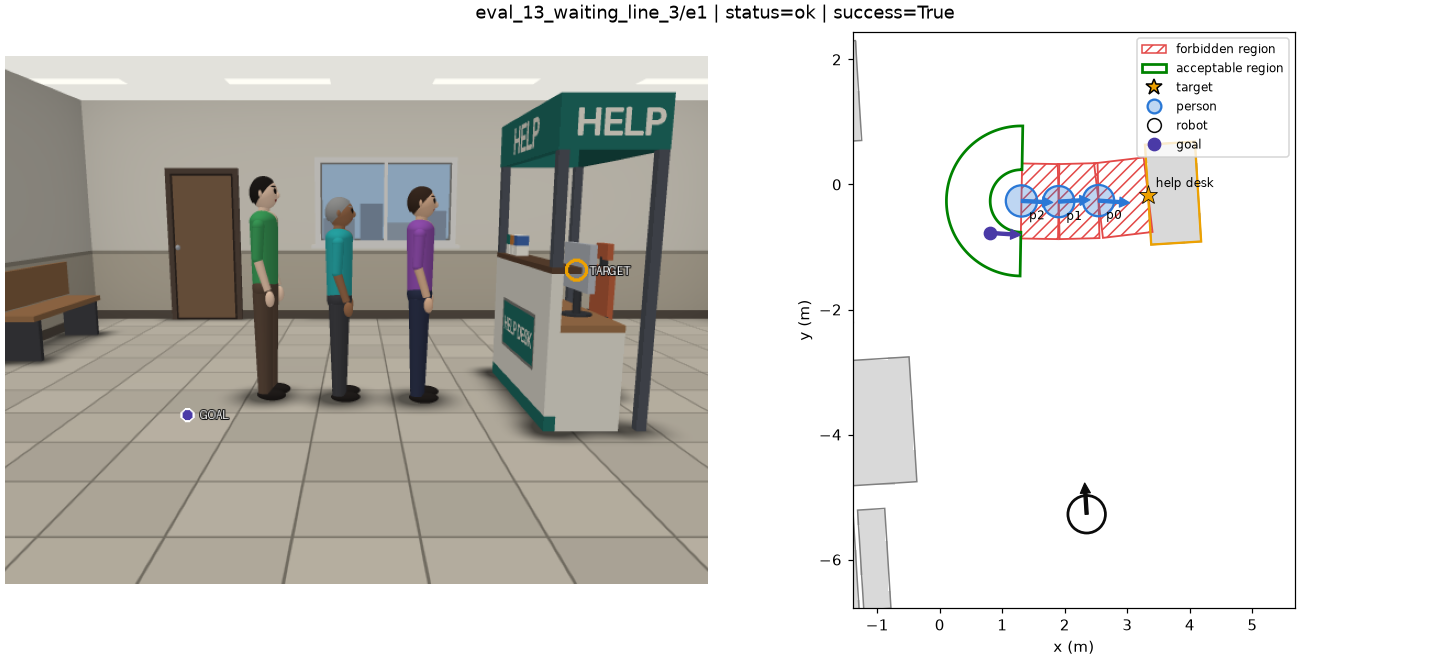 eval_13_waiting_line_3/e1 | status=ok | success=True
HELP
HELP
TARGET
HELP DESK
GOAL
forbidden region
acceptable region
target
person
robot
goal
help desk
p2
p1
p0
2
0
−2
−4
−6
y (m)
−1
0
1
2
3
4
5
x (m)